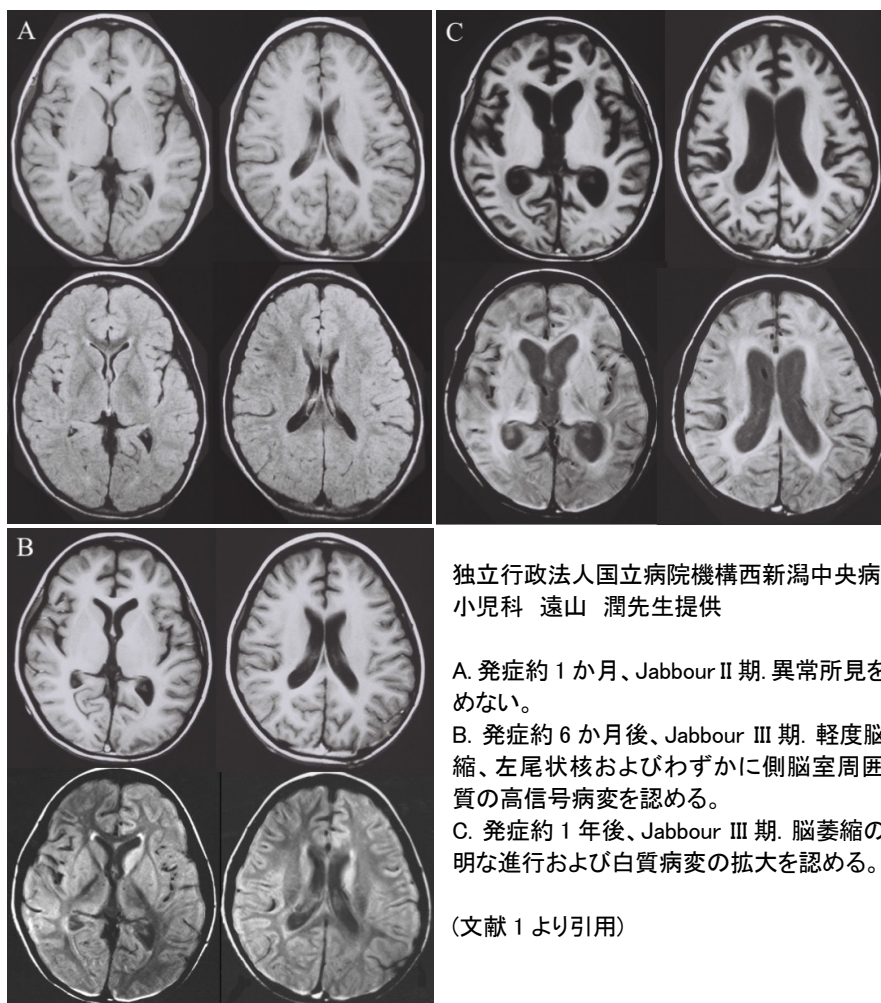 A
C
B
独立行政法人国立病院機構西新潟中央病
小児科 遠山 潤先生提供
A. 発症約 1 か月、Jabbour II 期. 異常所見を
めない。
B. 発症約 6 か月後、Jabbour III 期. 軽度脳
縮、左尾状核およびわずかに側脳室周囲
質の高信号病変を認める。
C. 発症約 1 年後、Jabbour III 期. 脳萎縮の
明な進行および白質病変の拡大を認める。
(文献 1 より引用)